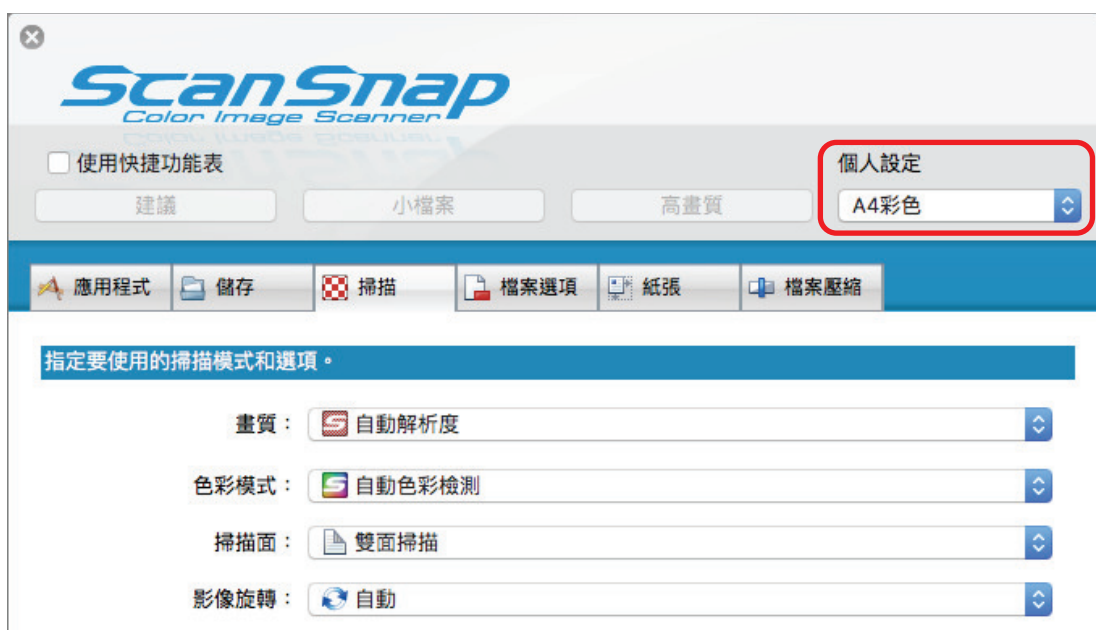 ScanSnap
Color Image Scanner
使用快捷功能表
個人設定
建議 小檔案 高畫質 A4彩色
應用程式 儲存 掃描 檔案選項 紙張 檔案壓縮
指定要使用的掃描模式和選項。
畫質： 自動解析度
色彩模式： 自動色彩檢測
掃描面： 雙面掃描
影像旋轉： 自動